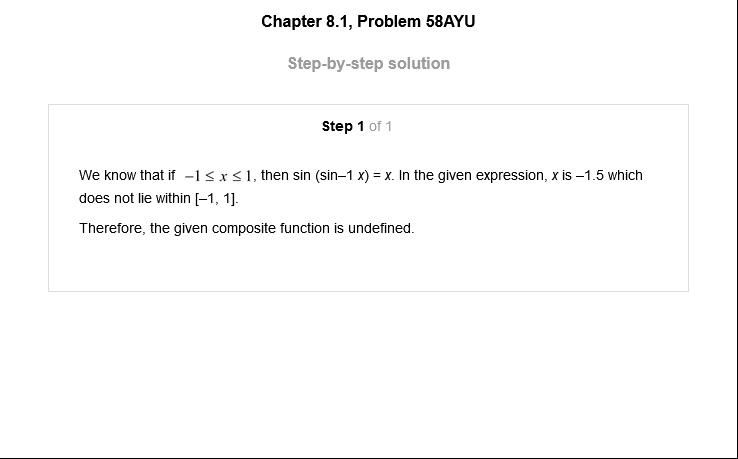 Chapter 8.1, Problem 58AYU
Step-by-step solution
Step 1 of 1
We know that if −1 ≤ x ≤ 1, then sin (sin–1 x) = x. In the given expression, x is –1.5 which
does not lie within [–1, 1].
Therefore, the given composite function is undefined.